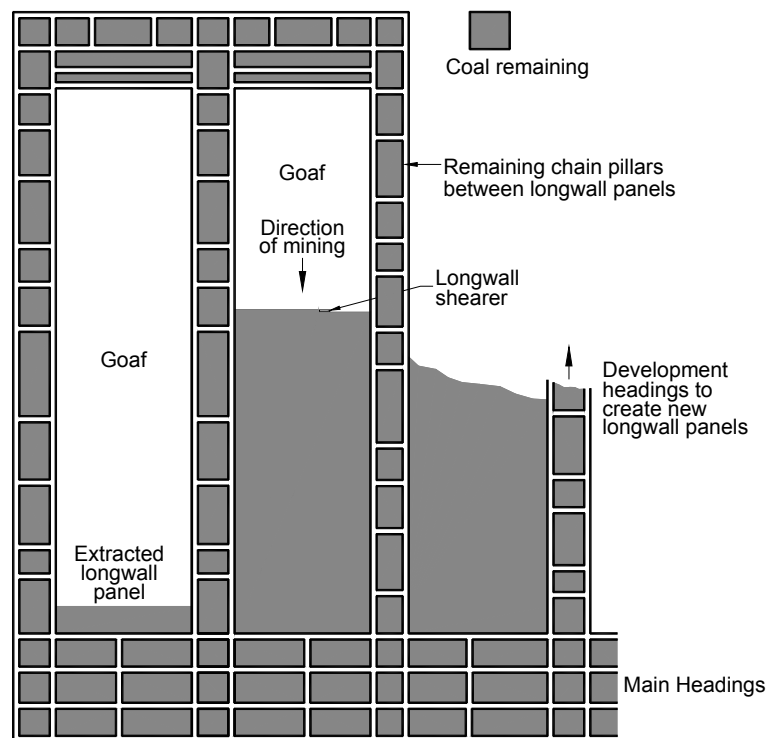 Coal remaining
Goaf
Remaining chain pillars
between longwall panels
Direction
of mining
Longwall
shearer
Goaf
Development
headings to
create new
longwall panels
Extracted
longwall
panel
Main Headings